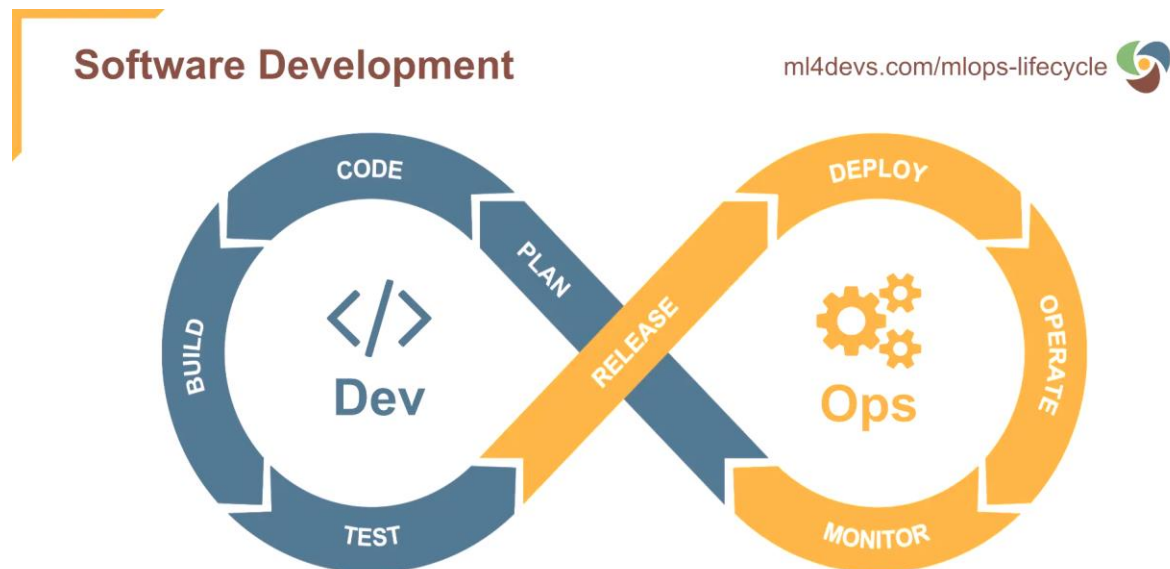 Software Development
ml4devs.com/mlops-lifecycle
CODE
DEPLOY
PLAN
RELEASE
BUILD
OPERATE
</>
Dev
Ops
TEST
MONITOR